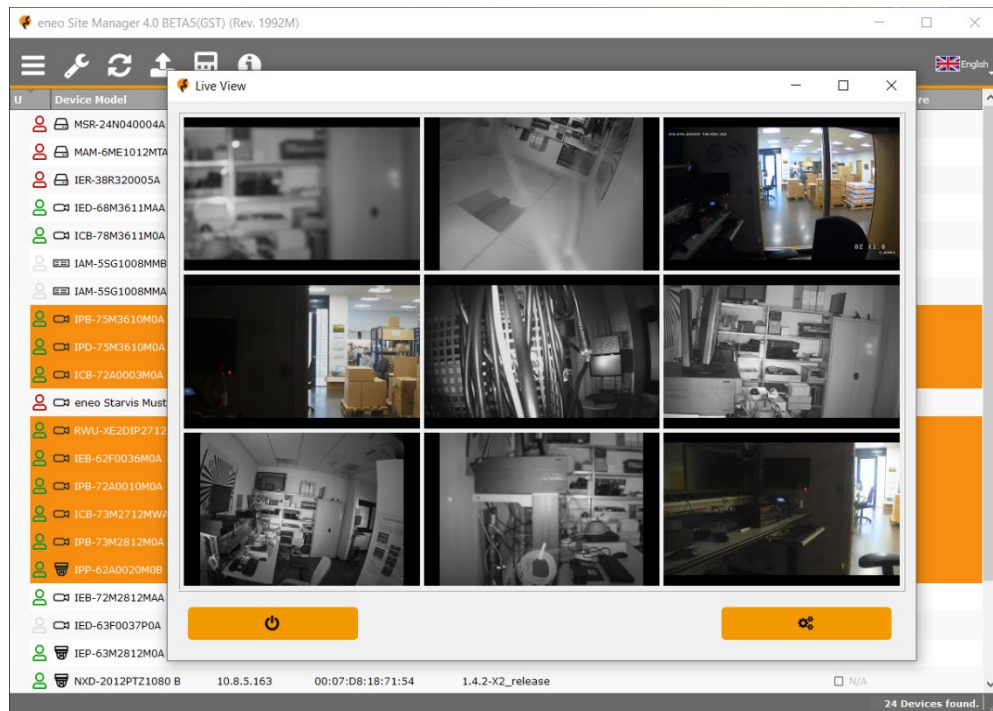 eneo Site Manager 4.0 BETA5(GST) (Rev. 1992M)
English
Live View
U Device Model re
MSR-24N040004A
MAM-6ME1012MTA
IER-38R320005A
IED-68M3611MAA
ICB-78M3611M0A
IAM-5SG1008MMB
IAM-5SG1008MMA
IPB-75M3610M0A
IPD-75M3610M0A
ICB-72A0003M0A
eneo Starvis Must
RWU-XE2DIP2712
IEB-62F0036M0A
IPB-72A0010M0A
ICB-73M2712MWA
IPB-73M2812M0A
IPP-62A0020M0B
IEB-72M2812MAA
IED-63F0037P0A
IEP-63M2812M0A
NXD-2012PTZ1080 B 10.8.5.163 00:07:D8:18:71:54 1.4.2-X2_release N/A
24 Devices found.